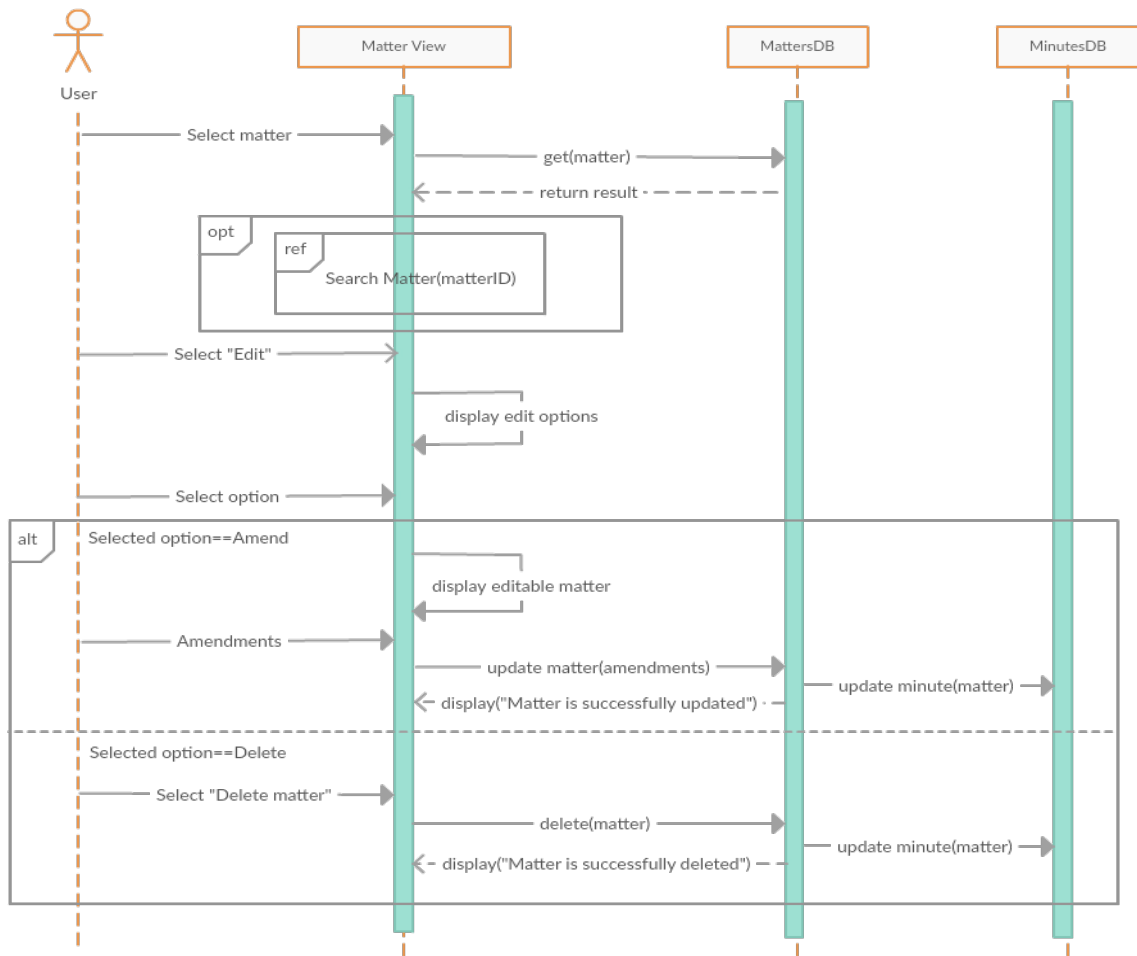 Matter View
MattersDB
MinutesDB
User
Select matter
get(matter)
return result
opt
ref
Search Matter(matterID)
Select "Edit"
display edit options
Select option
alt
Selected option==Amend
display editable matter
Amendments
update matter(amendments)
update minute(matter)
display("Matter is successfully updated")
Selected option==Delete
Select "Delete matter"
delete(matter)
update minute(matter)
display("Matter is successfully deleted")